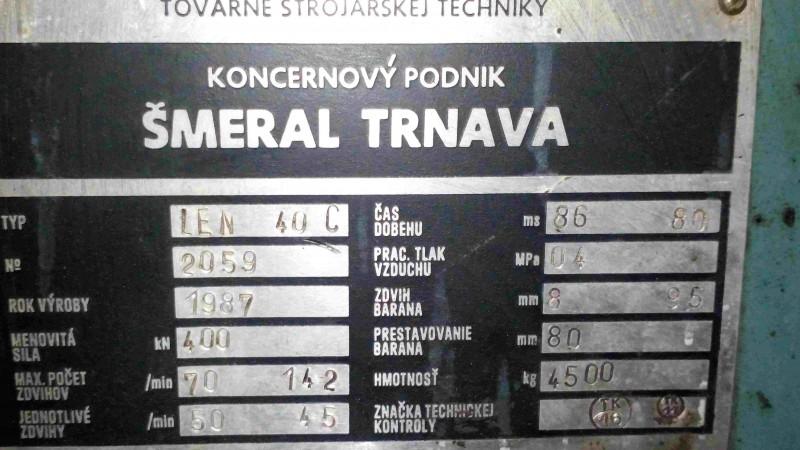 TOVÁRNE STROJÁRSKEJ TECHNIKY
KONCERNOVÝ PODNIK
ŠMERAL TRNAVA
TYP LEN 40 C
№ 2059
ROK VÝROBY 1987
MENOVITÁ SILA kN 400
MAX. POČET ZDVIHOV /min 70 142
JEDNOTLIVÉ ZDVIHY /min 50 45
ČAS DOBEHU ms 86 80
PRAC. TLAK VZDUCHU MPa 04
ZDVIH BARANA mm 8 95
PRESTAVOVANIE BARANA mm 80
HMOTNOSŤ kg 4500
ZNAČKA TECHNICKEJ KONTROLY TK